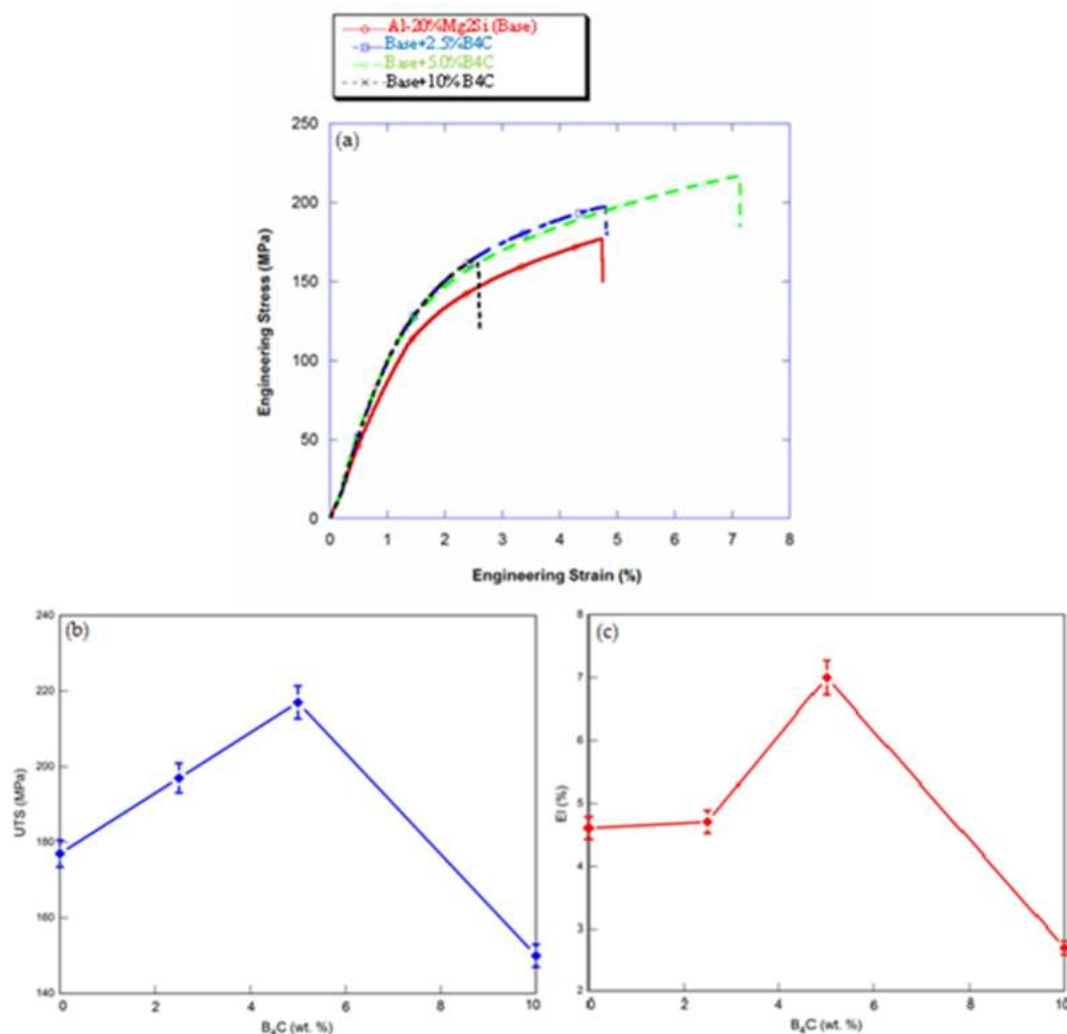 Al-20%Mg2Si (Base)
Base+2.5%B4C
Base+5.0%B4C
Base+10%B4C
(a)
250
200
150
100
50
0
Engineering Stress (MPa)
0 1 2 3 4 5 6 7 8
Engineering Strain (%)
(b)
240
220
200
180
160
140
UTS (MPa)
0 2 4 6 8 10
B₄C (wt. %)
(c)
8
7
6
5
4
3
2
El (%)
0 2 4 6 8 10
B₄C (wt. %)